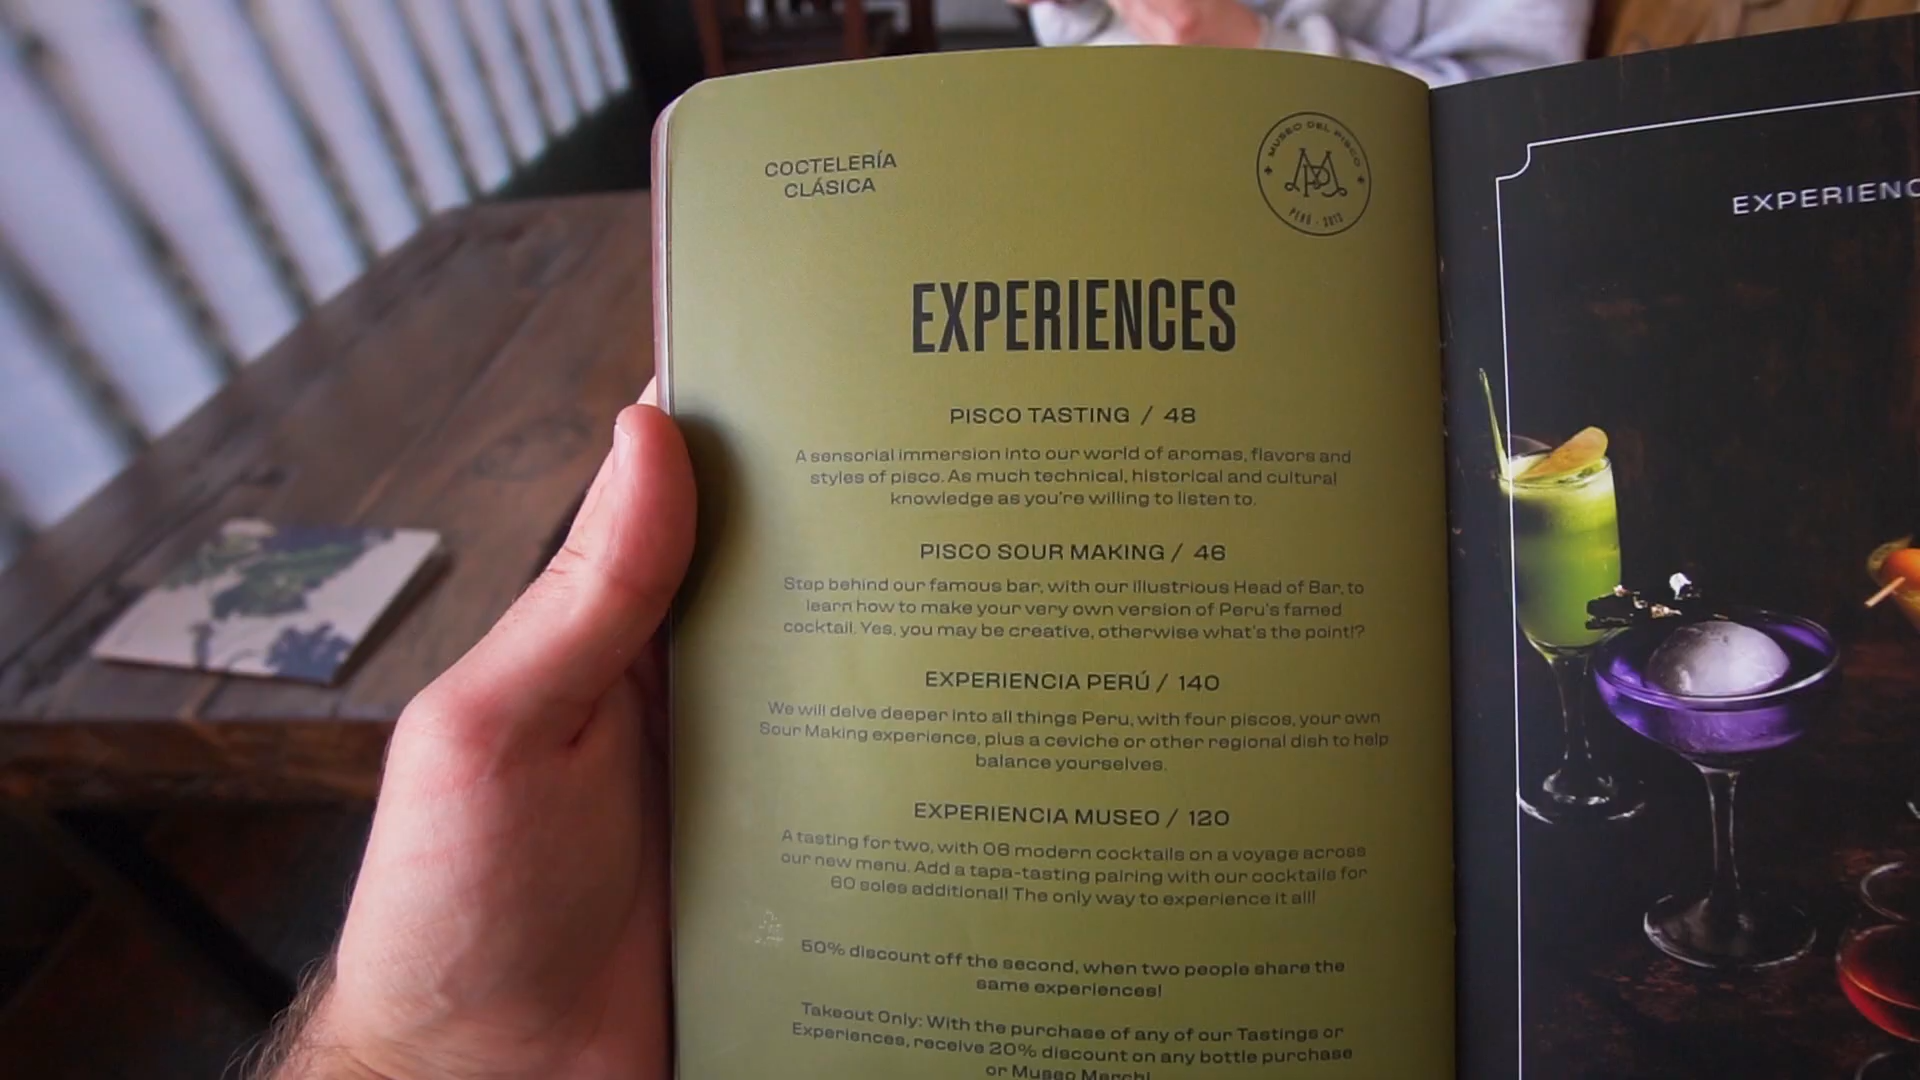 COCTELERÍA
CLÁSICA
MUSEO DEL PISCO
PERÚ - 2012
EXPERIENCES
PISCO TASTING / 48
A sensorial immersion into our world of aromas, flavors and
styles of pisco. As much technical, historical and cultural
knowledge as you're willing to listen to.
PISCO SOUR MAKING / 46
Step behind our famous bar, with our illustrious Head of Bar, to
learn how to make your very own version of Peru's famed
cocktail. Yes, you may be creative, otherwise what's the point!?
EXPERIENCIA PERÚ / 140
We will delve deeper into all things Peru, with four piscos, your own
Sour Making experience, plus a ceviche or other regional dish to help
balance yourselves.
EXPERIENCIA MUSEO / 120
A tasting for two, with 06 modern cocktails on a voyage across
our new menu. Add a tapa-tasting pairing with our cocktails for
60 soles additional! The only way to experience it all!
50% discount off the second, when two people share the
same experiences!
Takeout Only: With the purchase of any of our Tastings or
Experiences, receive 20% discount on any bottle purchase
or Museo Merch!
EXPERIENC